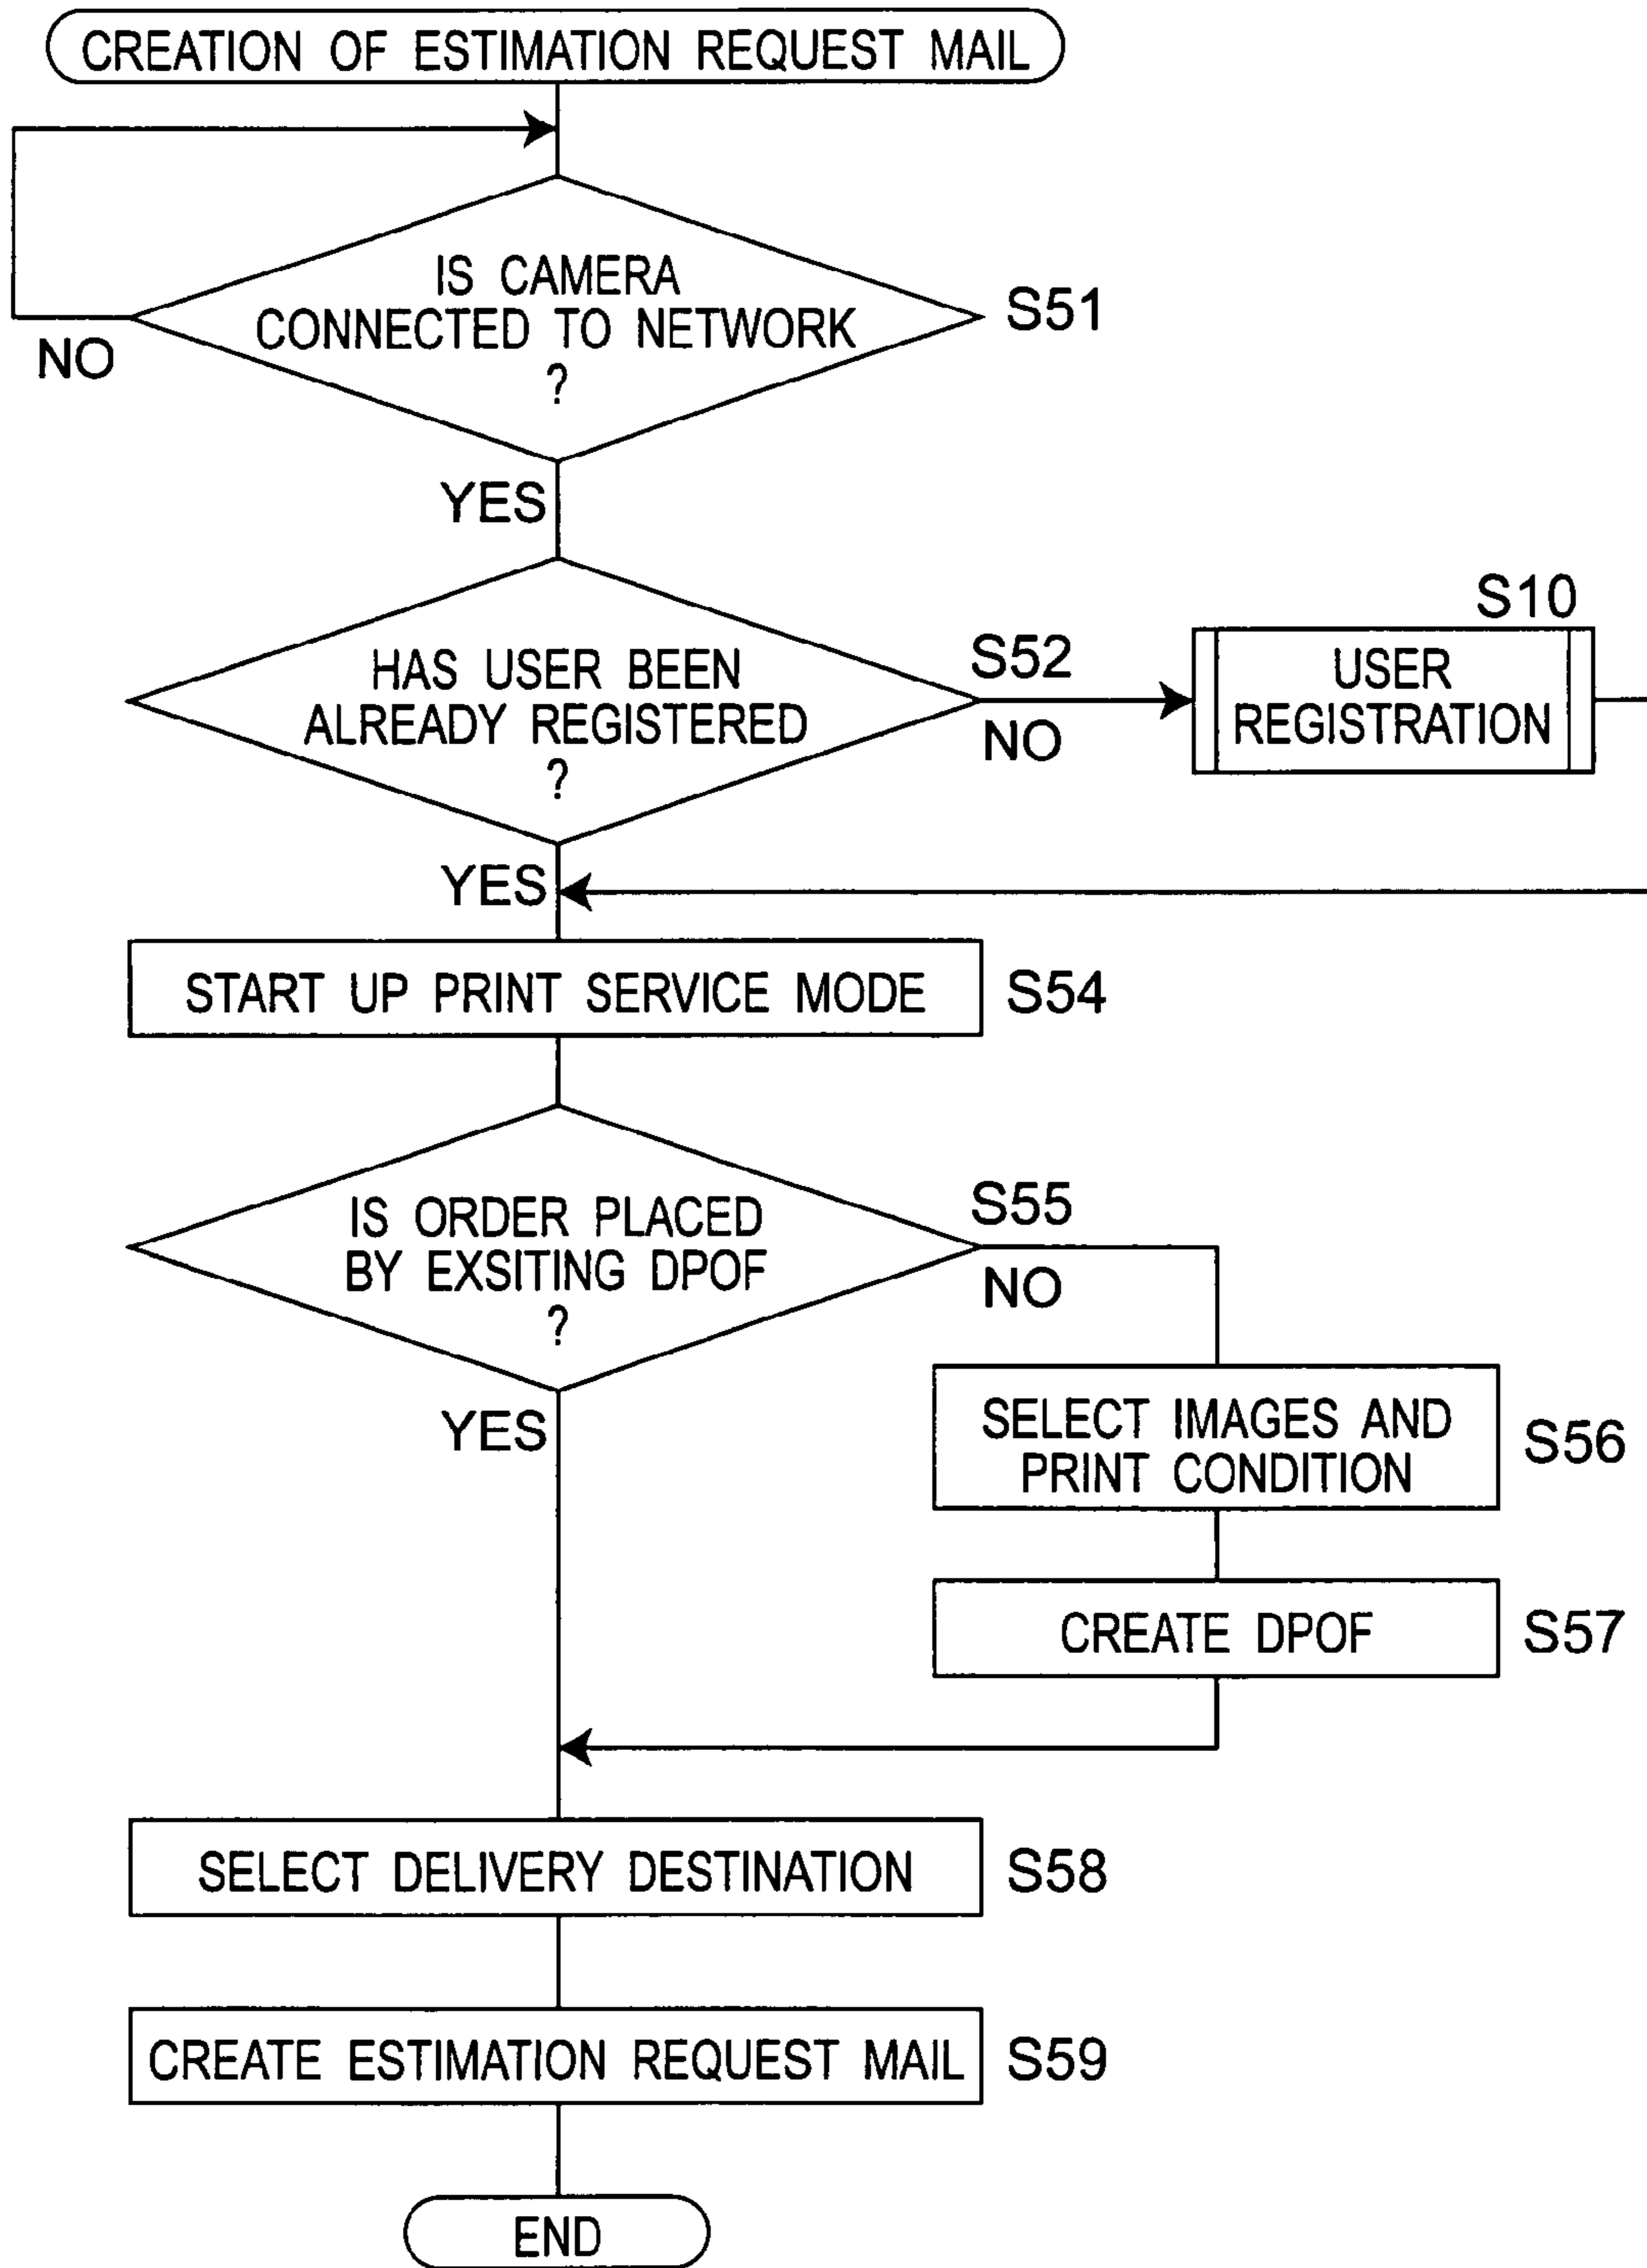 CREATION OF ESTIMATION REQUEST MAIL
IS CAMERA
CONNECTED TO NETWORK
?
S51
NO
YES
HAS USER BEEN
ALREADY REGISTERED
?
S52
NO
S10
USER
REGISTRATION
YES
START UP PRINT SERVICE MODE
S54
IS ORDER PLACED
BY EXSITING DPOF
?
S55
NO
YES
SELECT IMAGES AND
PRINT CONDITION
S56
CREATE DPOF
S57
SELECT DELIVERY DESTINATION
S58
CREATE ESTIMATION REQUEST MAIL
S59
END